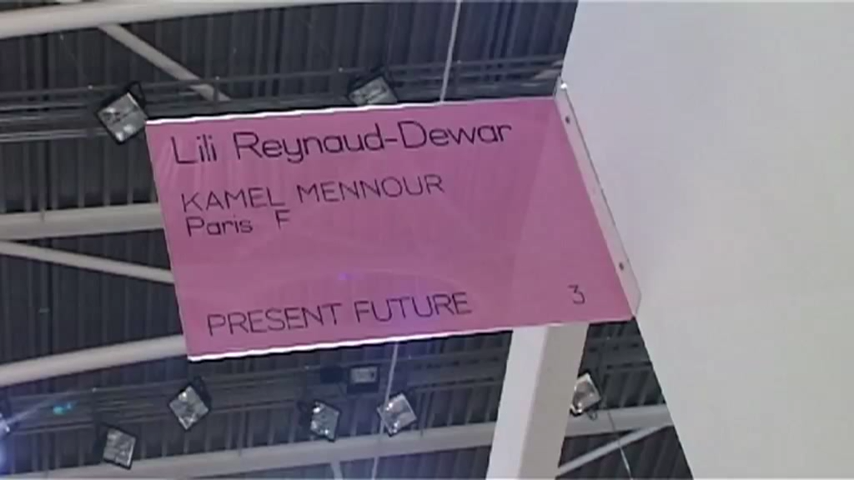 Lili Reynaud-Dewar
KAMEL MENNOUR
Paris F
PRESENT FUTURE 3